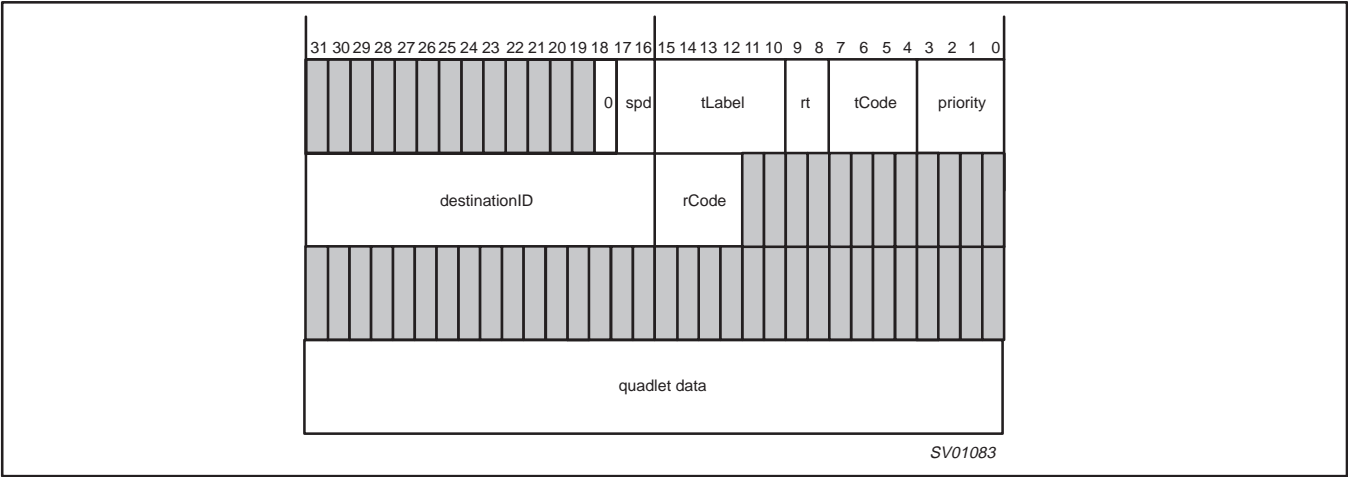 31 30 29 28 27 26 25 24 23 22 21 20 19 18 17 16 15 14 13 12 11 10 9 8 7 6 5 4 3 2 1 0
0 spd tLabel rt tCode priority
destinationID rCode
quadlet data
SV01083